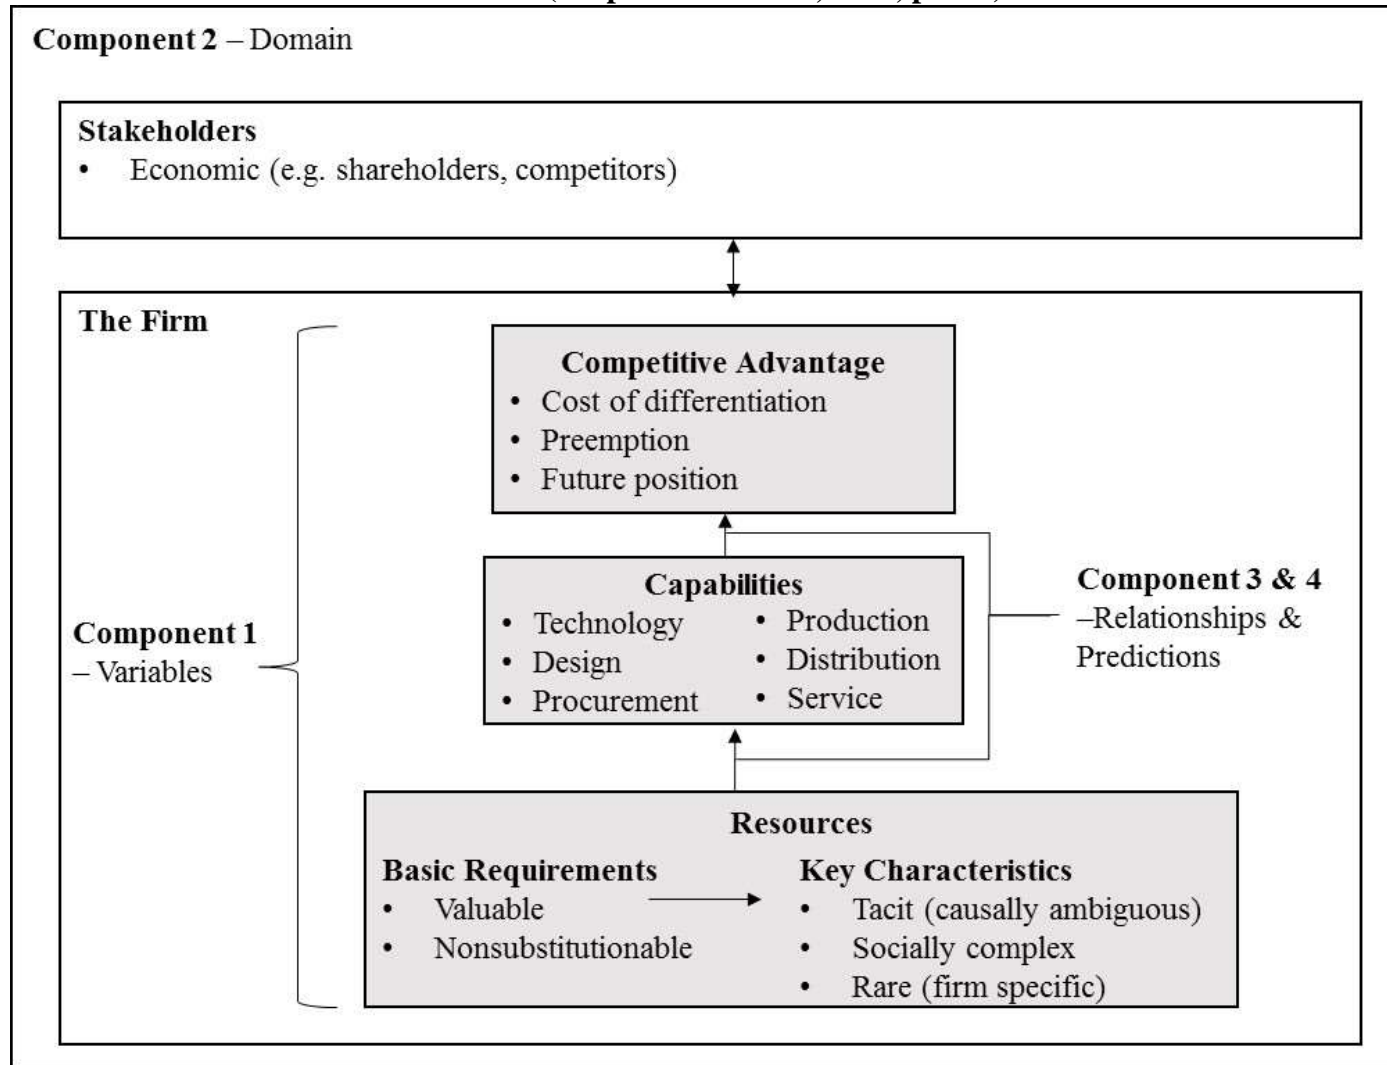 Component 2 – Domain
Stakeholders
• Economic (e.g. shareholders, competitors)
The Firm
Competitive Advantage
• Cost of differentiation
• Preemption
• Future position
Capabilities
• Technology
• Design
• Procurement
• Production
• Distribution
• Service
Component 3 & 4
–Relationships &
Predictions
Component 1
– Variables
Resources
Basic Requirements
• Valuable
• Nonsubstitutionable
Key Characteristics
• Tacit (causally ambiguous)
• Socially complex
• Rare (firm specific)